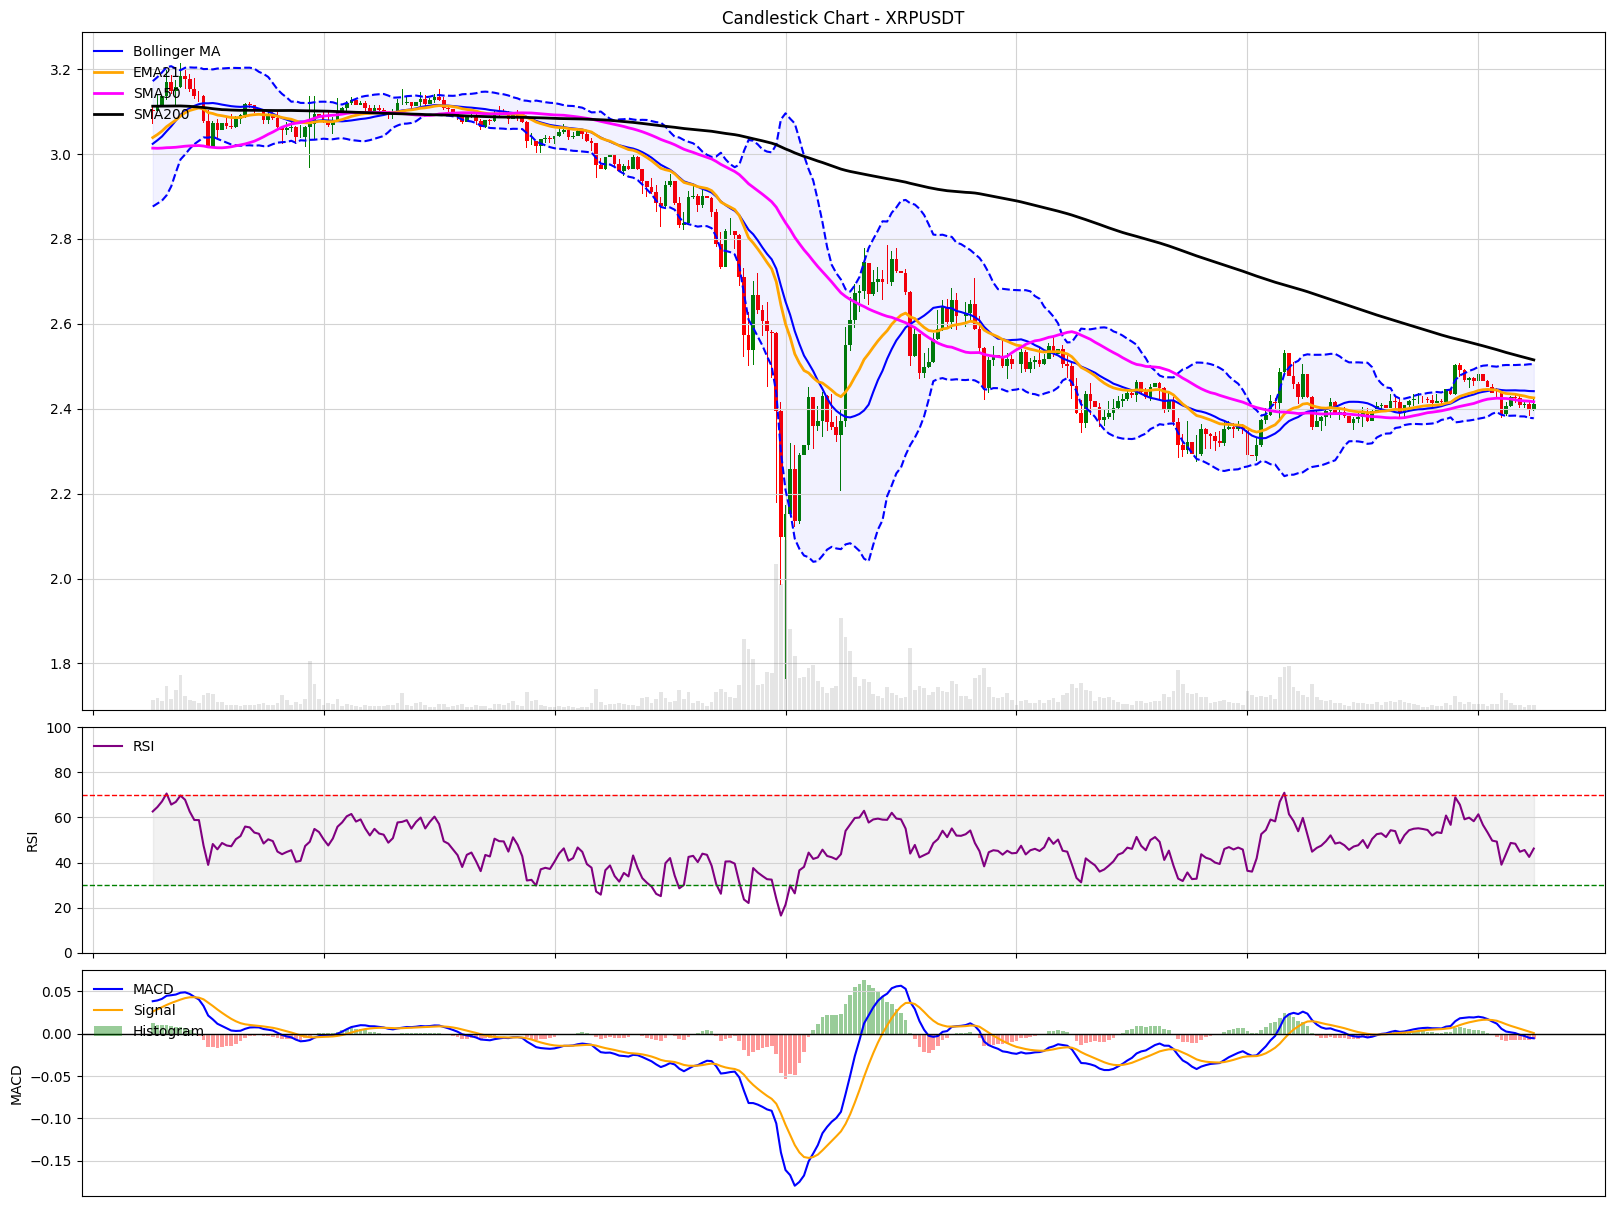 Candlestick Chart - XRPUSDT
Bollinger MA
EMA21
SMA50
SMA200
3.2
3.0
2.8
2.6
2.4
2.2
2.0
1.8
RSI
100
80
60
40
20
0
RSI
MACD
Signal
Histogram
0.05
0.00
−0.05
−0.10
−0.15
MACD